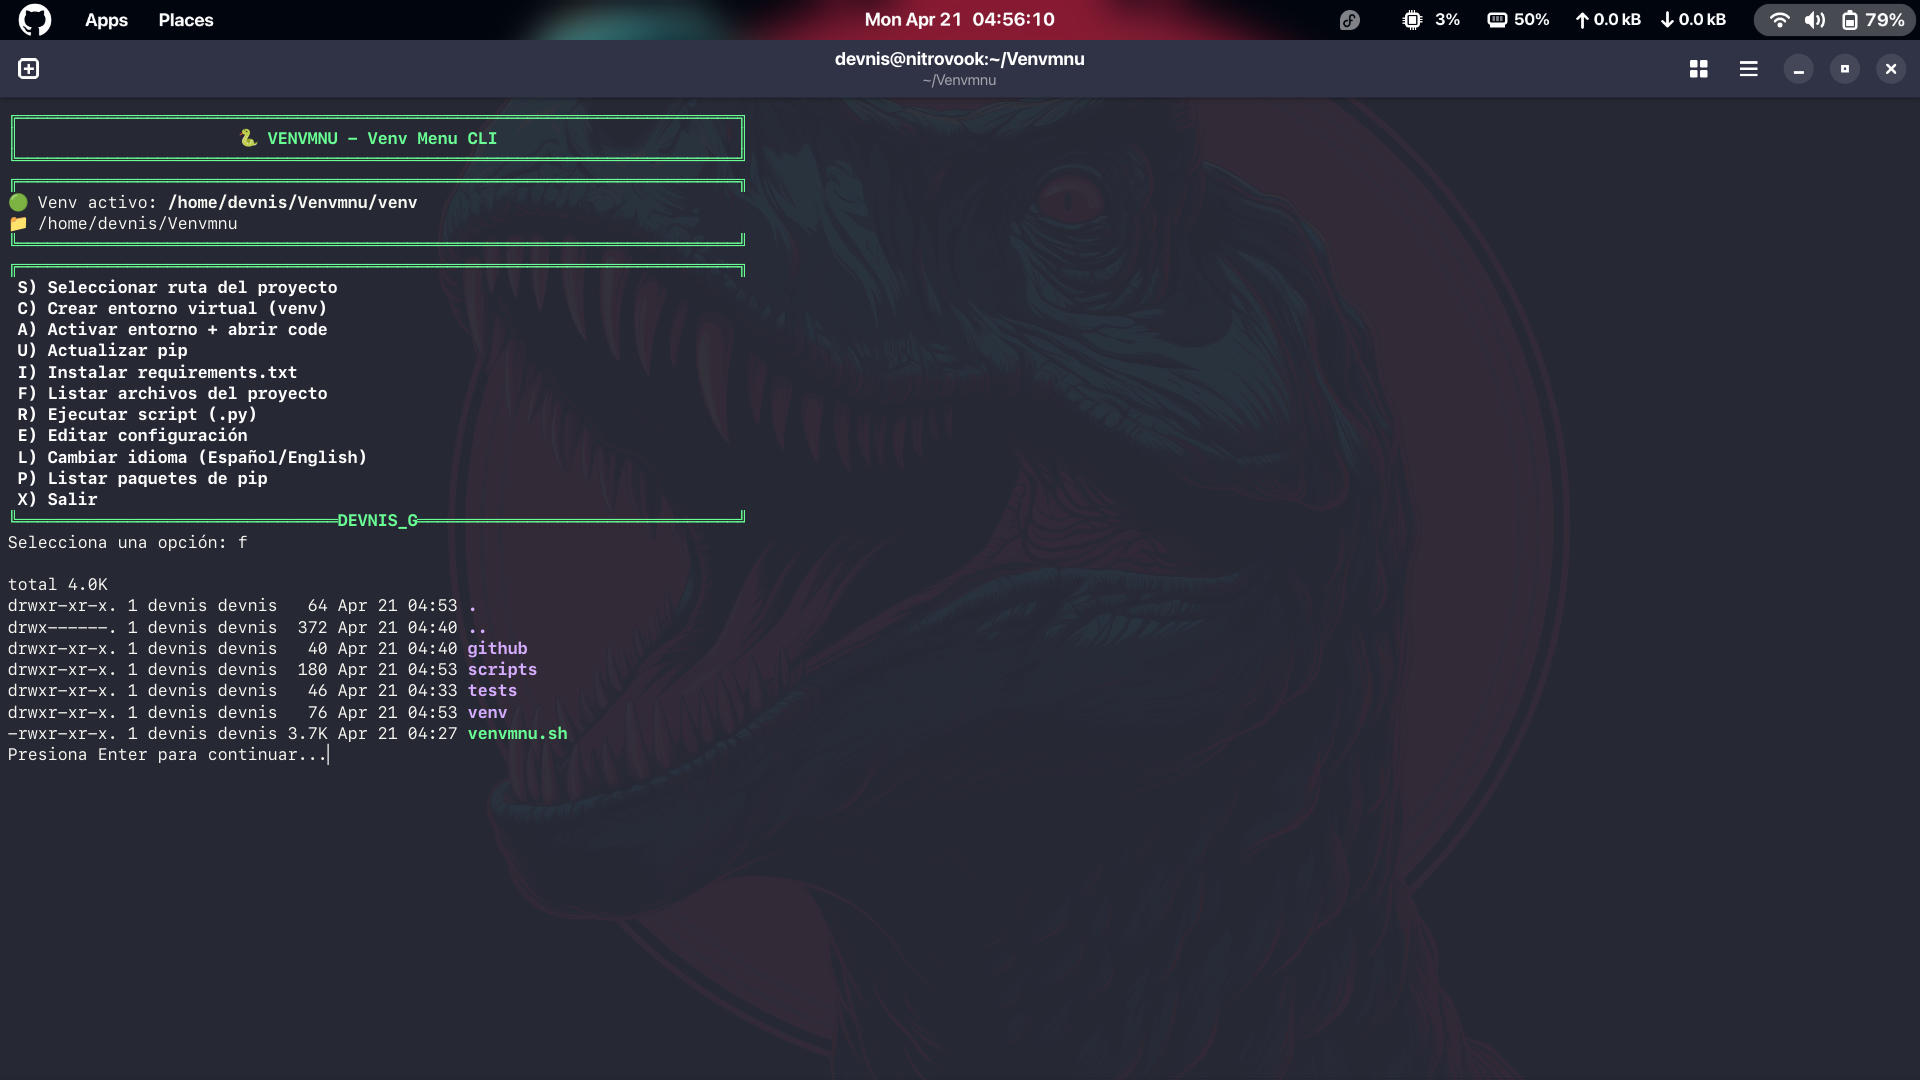 Apps Places Mon Apr 21 04:56:10 3% 50% 0.0 kB 0.0 kB 79%
devnis@nitrovook:~/Venvmnu
~/Venvmnu
VENVMNU - Venv Menu CLI
Venv activo: /home/devnis/Venvmnu/venv
/home/devnis/Venvmnu
S) Seleccionar ruta del proyecto
C) Crear entorno virtual (venv)
A) Activar entorno + abrir code
U) Actualizar pip
I) Instalar requirements.txt
F) Listar archivos del proyecto
R) Ejecutar script (.py)
E) Editar configuración
L) Cambiar idioma (Español/English)
P) Listar paquetes de pip
X) Salir
DEVNIS_G
Selecciona una opción: f
total 4.0K
drwxr-xr-x. 1 devnis devnis   64 Apr 21 04:53 .
drwx------. 1 devnis devnis  372 Apr 21 04:40 ..
drwxr-xr-x. 1 devnis devnis   40 Apr 21 04:40 github
drwxr-xr-x. 1 devnis devnis  180 Apr 21 04:53 scripts
drwxr-xr-x. 1 devnis devnis   46 Apr 21 04:33 tests
drwxr-xr-x. 1 devnis devnis   76 Apr 21 04:53 venv
-rwxr-xr-x. 1 devnis devnis 3.7K Apr 21 04:27 venvmnu.sh
Presiona Enter para continuar...